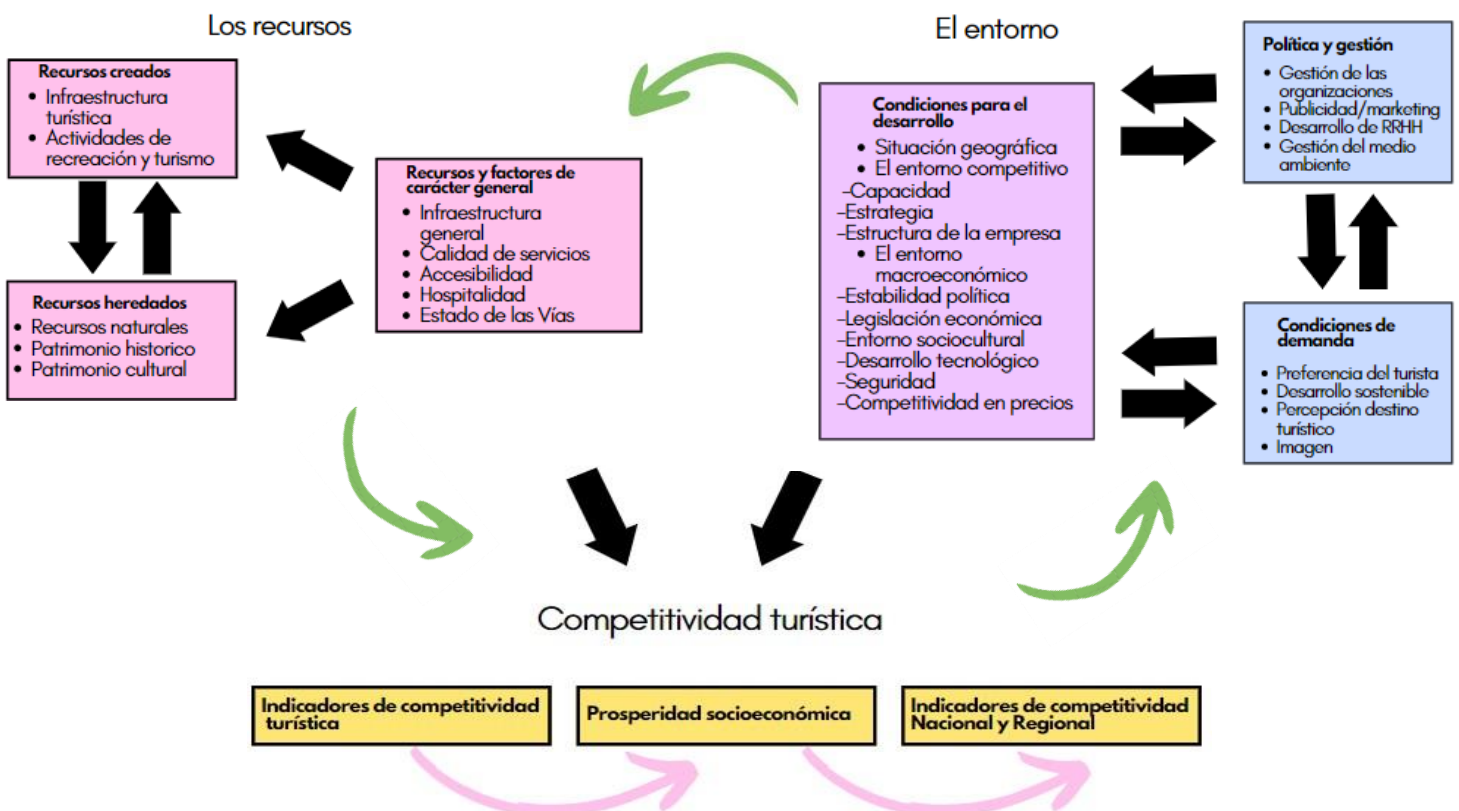 Los recursos
Recursos creados
• Infraestructura
turística
• Actividades de
recreación y turismo
Recursos heredados
• Recursos naturales
• Patrimonio historico
• Patrimonio cultural
Recursos y factores de
carácter general
• Infraestructura
general
• Calidad de servicios
• Accesibilidad
• Hospitalidad
• Estado de las Vías
El entorno
Condiciones para el
desarrollo
• Situación geográfica
• El entorno competitivo
-Capacidad
-Estrategia
-Estructura de la empresa
• El entorno
macroeconómico
-Estabilidad política
-Legislación económica
-Entorno sociocultural
-Desarrollo tecnológico
-Seguridad
-Competitividad en precios
Política y gestión
• Gestión de las
organizaciones
• Publicidad/marketing
• Desarrollo de RRHH
• Gestión del medio
ambiente
Condiciones de
demanda
• Preferencia del turista
• Desarrollo sostenible
• Percepción destino
turístico
• Imagen
Competitividad turística
Indicadores de competitividad
turística
Prosperidad socioeconómica
Indicadores de competitividad
Nacional y Regional